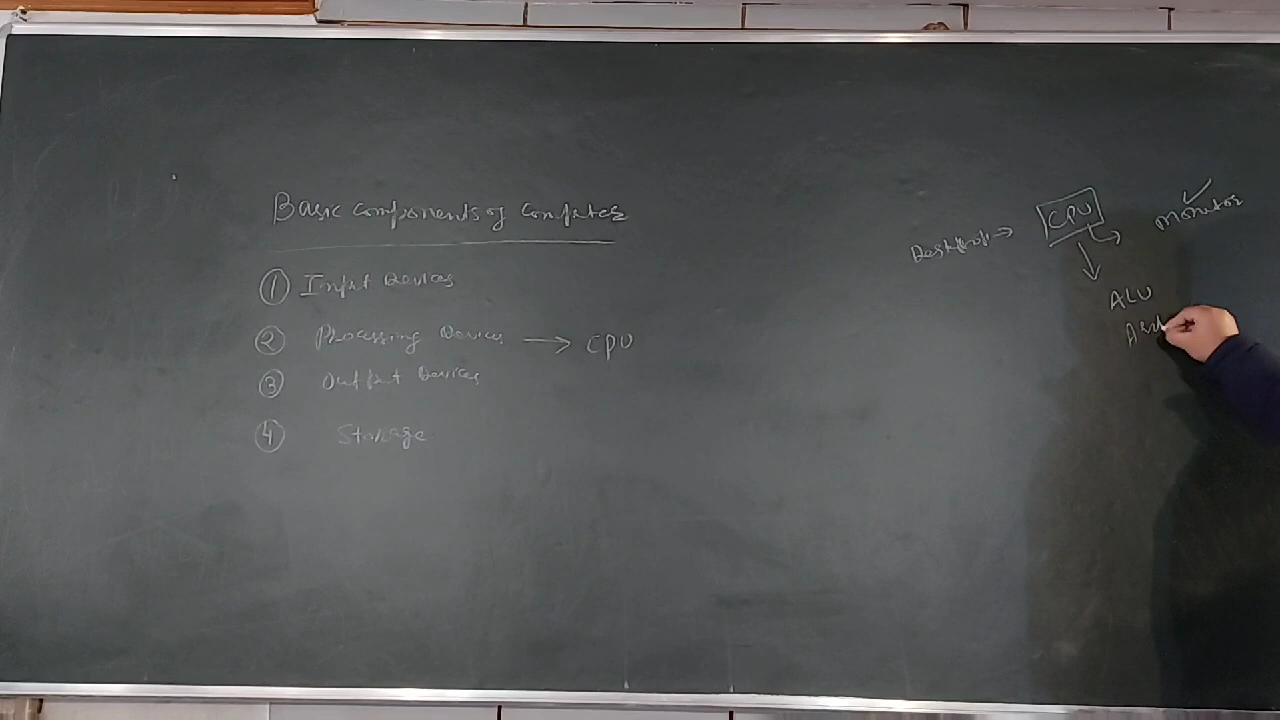 Basic Components of Computer
① Input Devices
② Processing Devices → CPU
③ Output Devices
④ Storage
Desktop → CPU
Monitor
ALU